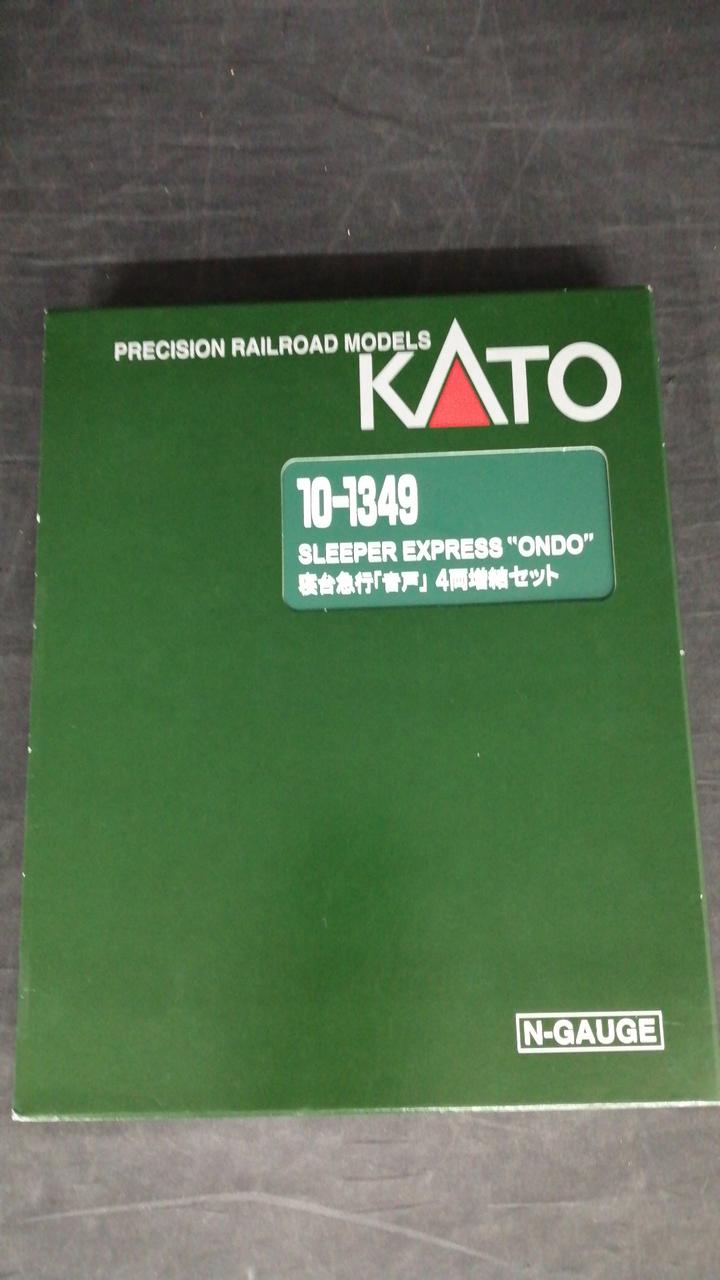 PRECISION RAILROAD MODELS
KATO
10-1349
SLEEPER EXPRESS "ONDO"
寝台急行「音戸」4両増結セット
N-GAUGE